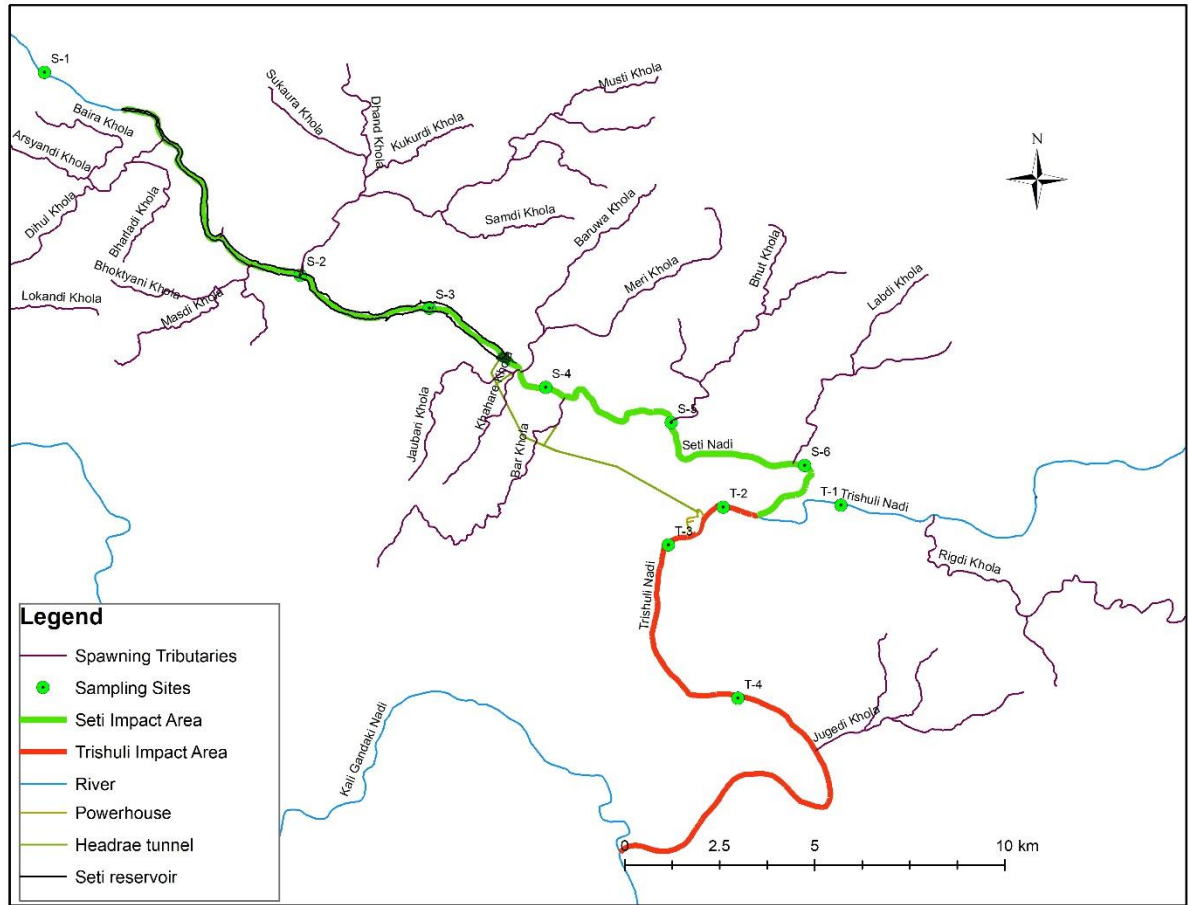 S-1
Musti Khola
Sukaura Khola
Dhand Khola
Baira Khola
Kukurdi Khola
N
Arsyandi Khola
Samdi Khola
Baruwa Khola
Dihul Khola
Bharladi Khola
Bhut Khola
Meri Khola
Labdi Khola
Bhoktyani Khola
S-2
Lokandi Khola
Masdi Khola
S-3
S-4
Khahare Khola
Jaubari Khola
S-5
Bar Khola
Seti Nadi
S-6
T-2
T-1
Trishuli Nadi
T-3
Rigdi Khola
Trishuli Nadi
T-4
Jugedi Khola
Kali Gandaki Nadi
Legend
Spawning Tributaries
Sampling Sites
Seti Impact Area
Trishuli Impact Area
River
Powerhouse
Headrae tunnel
Seti reservoir
0 2.5 5 10 km